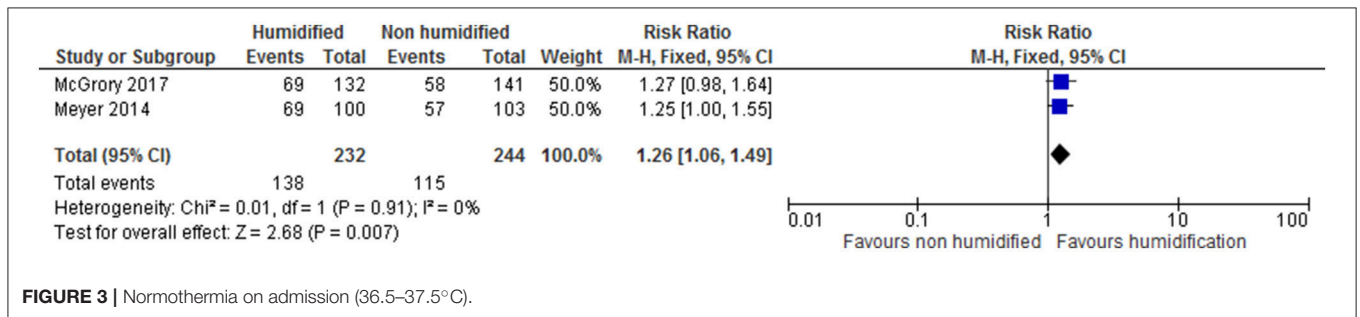 Humidified Non humidified Risk Ratio Risk Ratio
Study or Subgroup Events Total Events Total Weight M-H, Fixed, 95% CI M-H, Fixed, 95% CI
McGrory 2017 69 132 58 141 50.0% 1.27 [0.98, 1.64]
Meyer 2014 69 100 57 103 50.0% 1.25 [1.00, 1.55]
Total (95% CI) 232 244 100.0% 1.26 [1.06, 1.49]
Total events 138 115
Heterogeneity: Chi² = 0.01, df = 1 (P = 0.91); I² = 0%
Test for overall effect: Z = 2.68 (P = 0.007)
0.01 0.1 1 10 100
Favours non humidified Favours humidification
FIGURE 3 | Normothermia on admission (36.5–37.5°C).